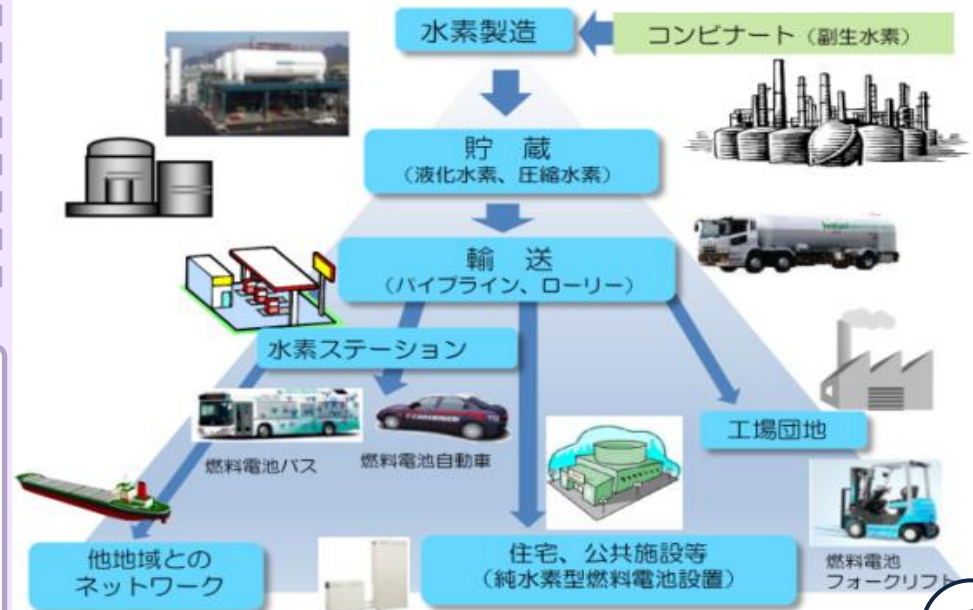 水素製造
コンビナート（副生水素）
貯 蔵
（液化水素、圧縮水素）
輸 送
（パイプライン、ローリー）
水素ステーション
燃料電池バス
燃料電池自動車
工場団地
他地域との
ネットワーク
住宅、公共施設等
（純水素型燃料電池設置）
燃料電池
フォークリフト